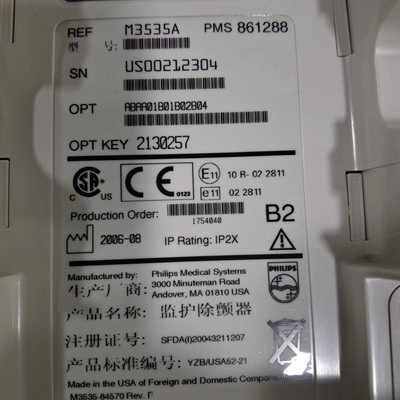 REF M3535A PMS 861288
型 号:
SN US00212304
OPT ABAA01B01B02B04
OPT KEY 2130257
CSA C US CE 0123 E11 10 R- 02 2811
e11 02 2811
Production Order: 1754040 B2
2006-08 IP Rating: IP2X
Manufactured by: Philips Medical Systems PHILIPS
生产厂商: 3000 Minuteman Road
Andover, MA 01810 USA
产品名称: 监护除颤器
注册证号: SFDA(I)20043211207
产品标准编号: YZB/USA52-21
Made in the USA of Foreign and Domestic
M3535-84570 Rev.